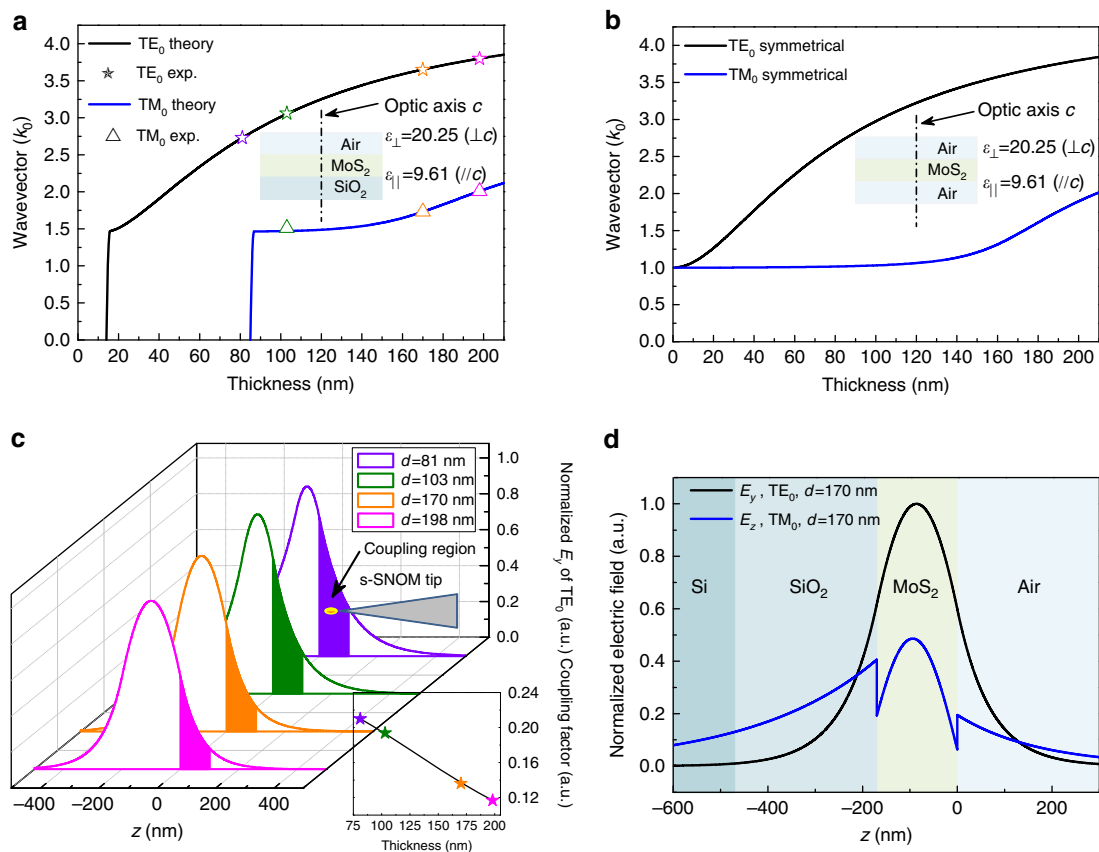 a
TE₀ theory
TE₀ exp.
TM₀ theory
TM₀ exp.
Optic axis c
ε⊥=20.25 (⊥c)
ε||=9.61 (//c)
Air
MoS₂
SiO₂
4.0
3.5
3.0
2.5
2.0
1.5
1.0
0.5
0.0
Wavevector (k₀)
0 20 40 60 80 100 120 140 160 180 200
Thickness (nm)
b
TE₀ symmetrical
TM₀ symmetrical
Optic axis c
ε⊥=20.25 (⊥c)
ε||=9.61 (//c)
Air
MoS₂
Air
4.0
3.5
3.0
2.5
2.0
1.5
1.0
0.5
0.0
Wavevector (k₀)
0 20 40 60 80 100 120 140 160 180 200
Thickness (nm)
c
d=81 nm
d=103 nm
d=170 nm
d=198 nm
Coupling region
s-SNOM tip
1.0
0.8
0.6
0.4
0.2
0.0
Normalized Ey of TE₀ (a.u.)
−400 −200 0 200 400
z (nm)
0.24
0.20
0.16
0.12
Coupling factor (a.u.)
75 100 125 150 175 200
Thickness (nm)
d
Ey , TE₀, d=170 nm
Ez , TM₀, d=170 nm
Si
SiO₂
MoS₂
Air
1.0
0.8
0.6
0.4
0.2
0.0
Normalized electric field (a.u.)
−600 −400 −200 0 200
z (nm)